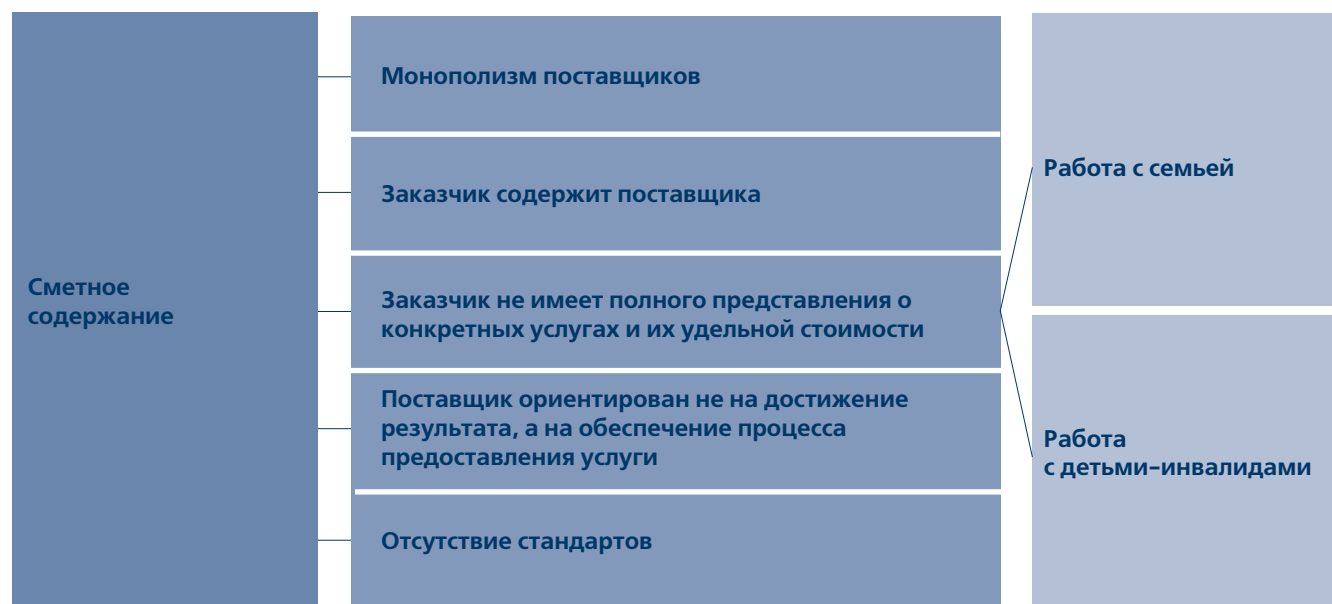 Сметное
содержание
Монополизм поставщиков
Заказчик содержит поставщика
Заказчик не имеет полного представления о
конкретных услугах и их удельной стоимости
Поставщик ориентирован не на достижение
результата, а на обеспечение процесса
предоставления услуги
Отсутствие стандартов
Работа с семьей
Работа
с детьми–инвалидами